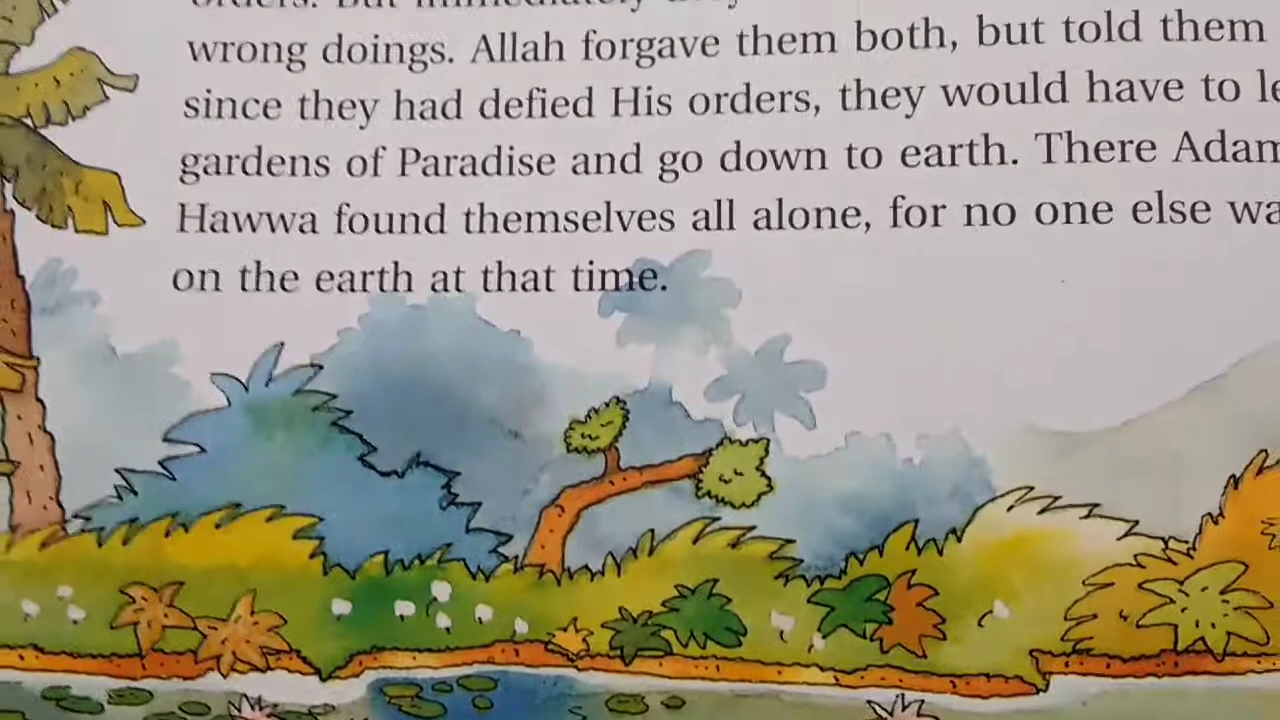 wrong doings. Allah forgave them both, but told them
since they had defied His orders, they would have to
gardens of Paradise and go down to earth. There Adam
Hawwa found themselves all alone, for no one else
on the earth at that time.